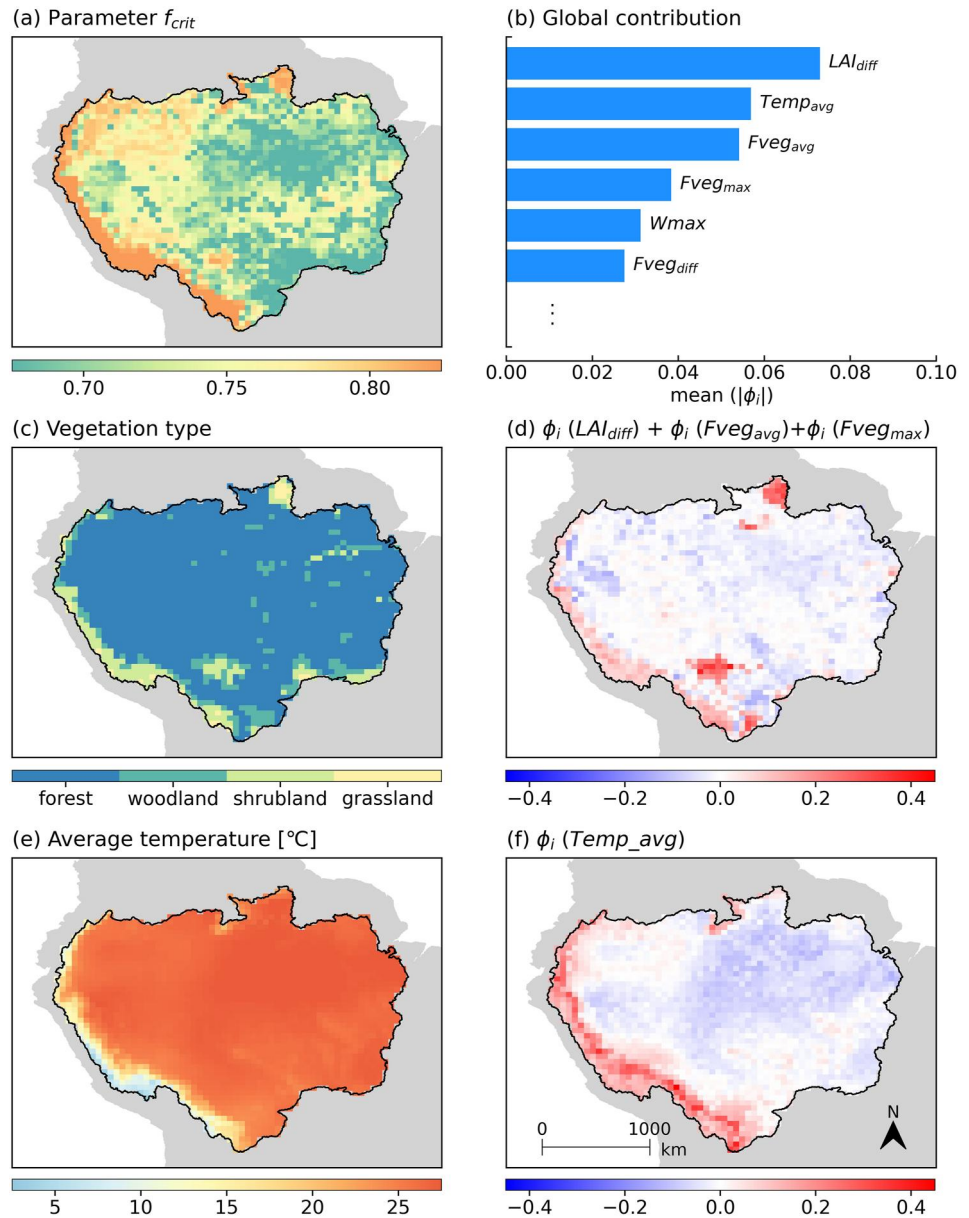 (a) Parameter f_crit
0.70 0.75 0.80
(b) Global contribution
LAI_diff
Temp_avg
Fveg_avg
Fveg_max
Wmax
Fveg_diff
⋮
0.00 0.02 0.04 0.06 0.08 0.10
mean (|ϕ_i|)
(c) Vegetation type
forest woodland shrubland grassland
(d) ϕ_i (LAI_diff) + ϕ_i (Fveg_avg)+ϕ_i (Fveg_max)
−0.4 −0.2 0.0 0.2 0.4
(e) Average temperature [°C]
5 10 15 20 25
(f) ϕ_i (Temp_avg)
0 1000
km
N
−0.4 −0.2 0.0 0.2 0.4